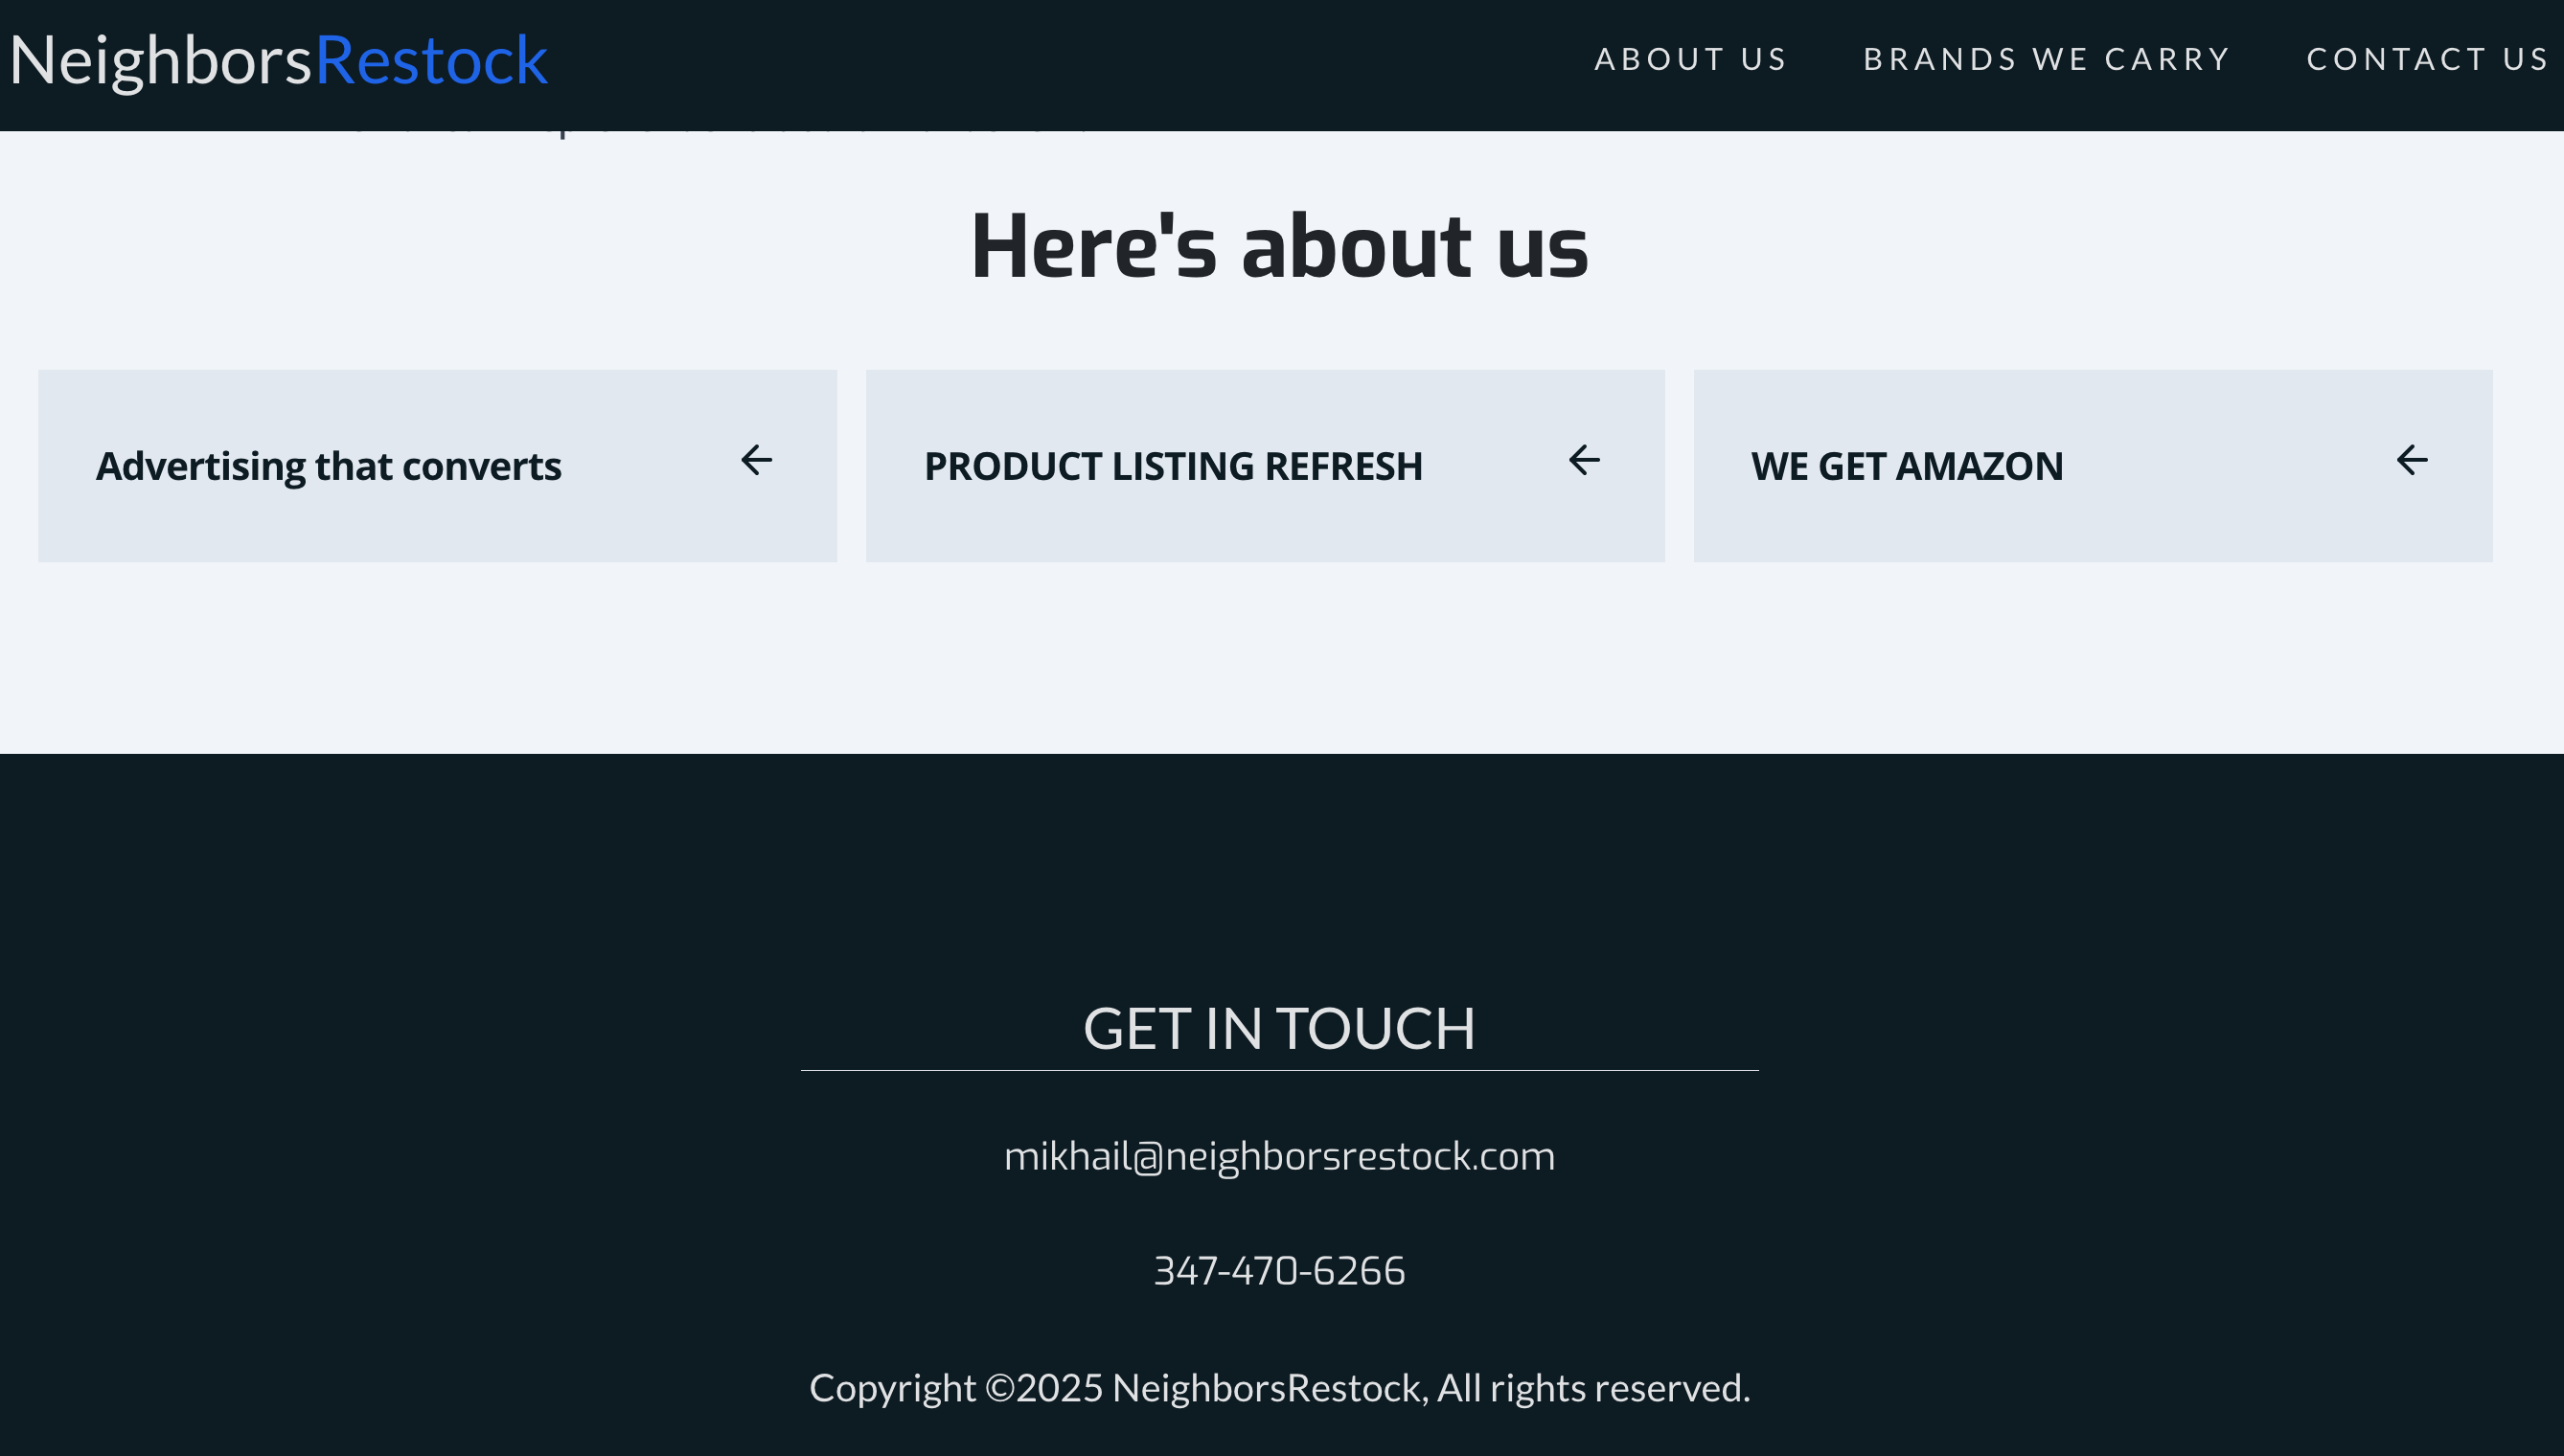 NeighborsRestock
ABOUT US
BRANDS WE CARRY
CONTACT US
Here's about us
Advertising that converts
PRODUCT LISTING REFRESH
WE GET AMAZON
GET IN TOUCH
mikhail@neighborsrestock.com
347-470-6266
Copyright ©2025 NeighborsRestock, All rights reserved.